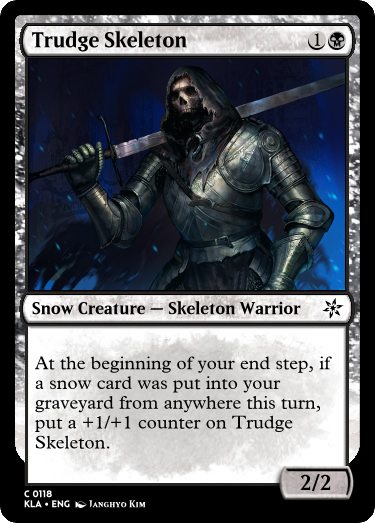 Trudge Skeleton 1
Snow Creature — Skeleton Warrior
At the beginning of your end step, if
a snow card was put into your
graveyard from anywhere this turn,
put a +1/+1 counter on Trudge
Skeleton.
2/2
C 0118
KLA • ENG Janghyo Kim